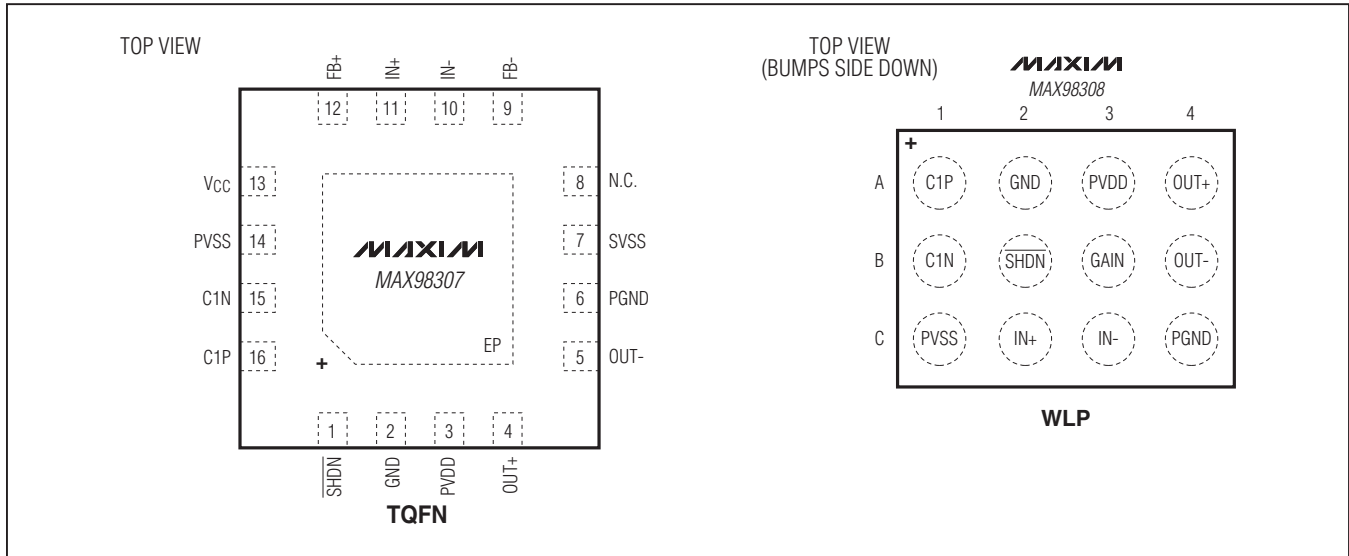 TOP VIEW
FB+
IN+
IN-
FB-
12
11
10
9
VCC
13
8
N.C.
PVSS
14
7
SVSS
MAXIM
MAX98307
C1N
15
6
PGND
C1P
16
EP
5
OUT-
+
1
2
3
4
SHDN
GND
PVDD
OUT+
TQFN
TOP VIEW
(BUMPS SIDE DOWN)
MAXIM
MAX98308
1
2
3
4
+
A
C1P
GND
PVDD
OUT+
B
C1N
SHDN
GAIN
OUT-
C
PVSS
IN+
IN-
PGND
WLP